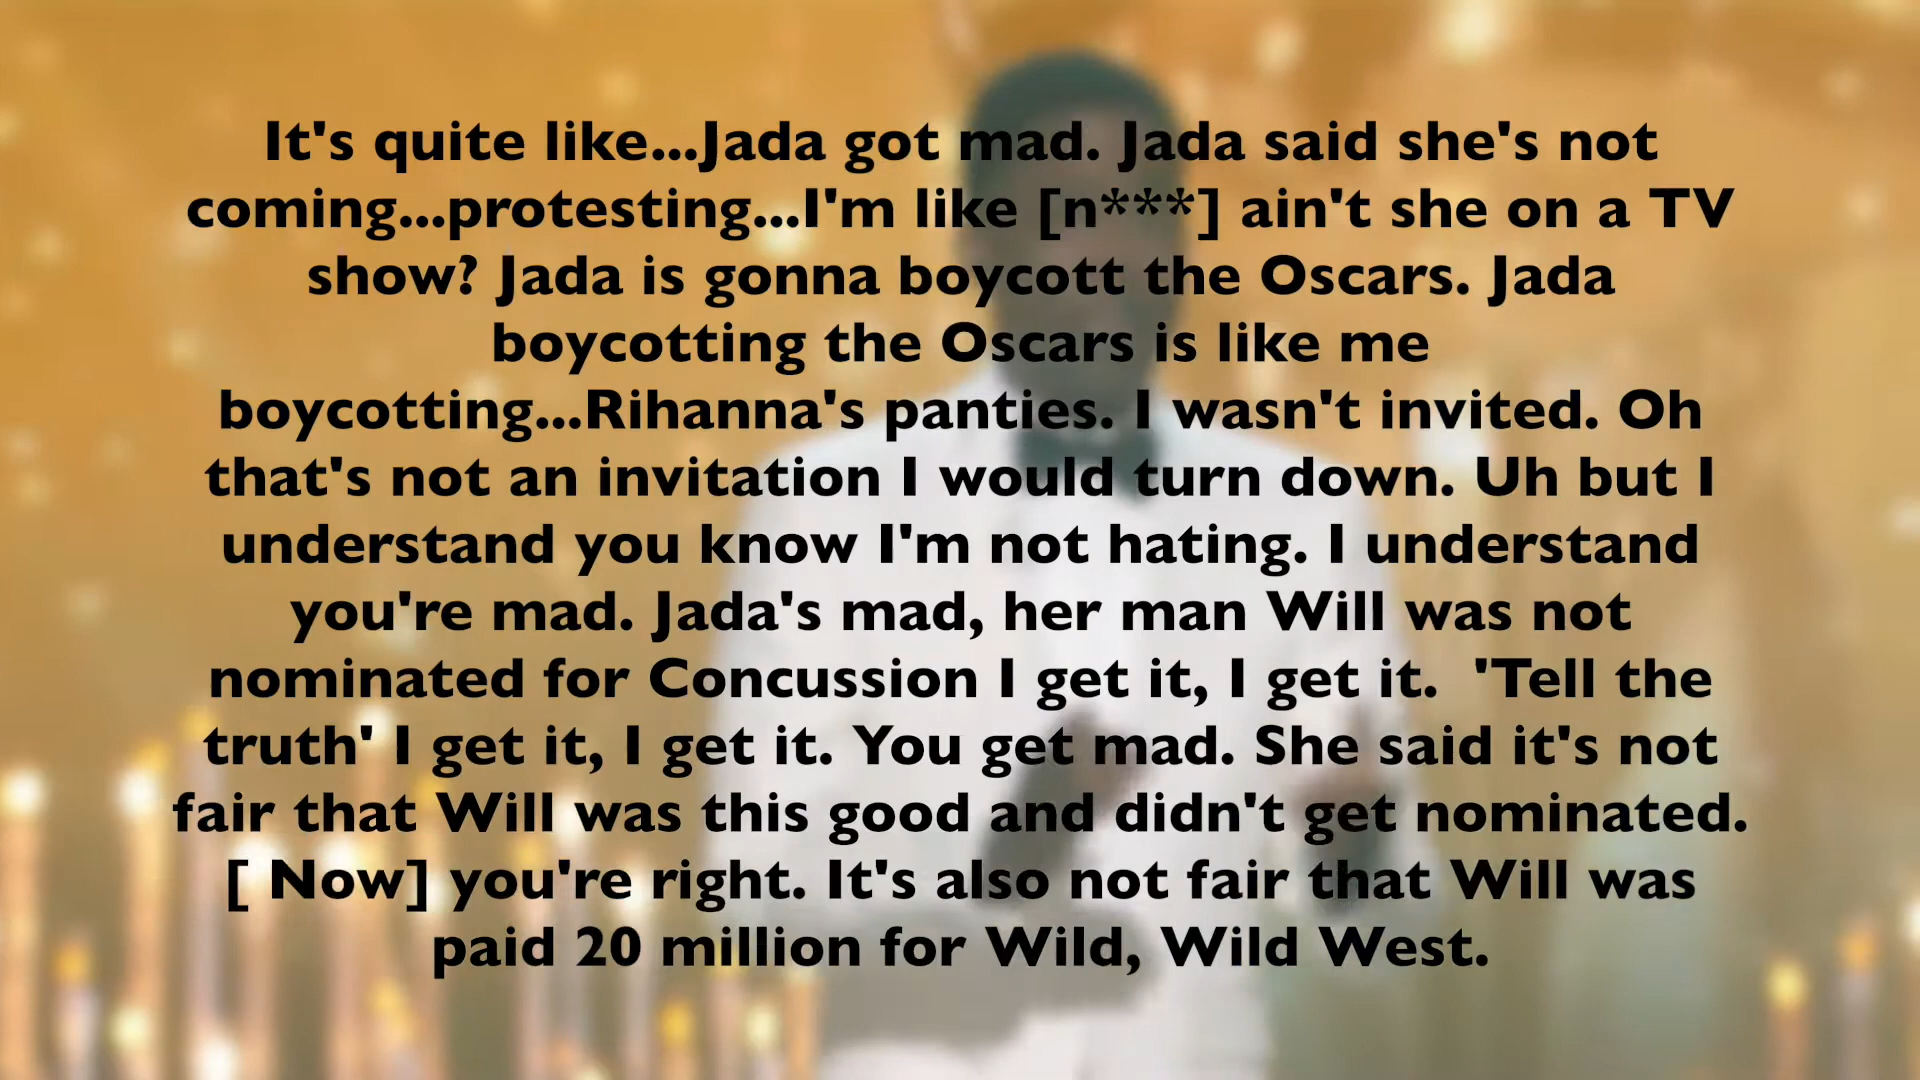 It's quite like...Jada got mad. Jada said she's not
coming...protesting...I'm like [n***] ain't she on a TV
show? Jada is gonna boycott the Oscars. Jada
boycotting the Oscars is like me
boycotting...Rihanna's panties. I wasn't invited. Oh
that's not an invitation I would turn down. Uh but I
understand you know I'm not hating. I understand
you're mad. Jada's mad, her man Will was not
nominated for Concussion I get it, I get it.  'Tell the
truth' I get it, I get it. You get mad. She said it's not
fair that Will was this good and didn't get nominated.
[ Now] you're right. It's also not fair that Will was
paid 20 million for Wild, Wild West.